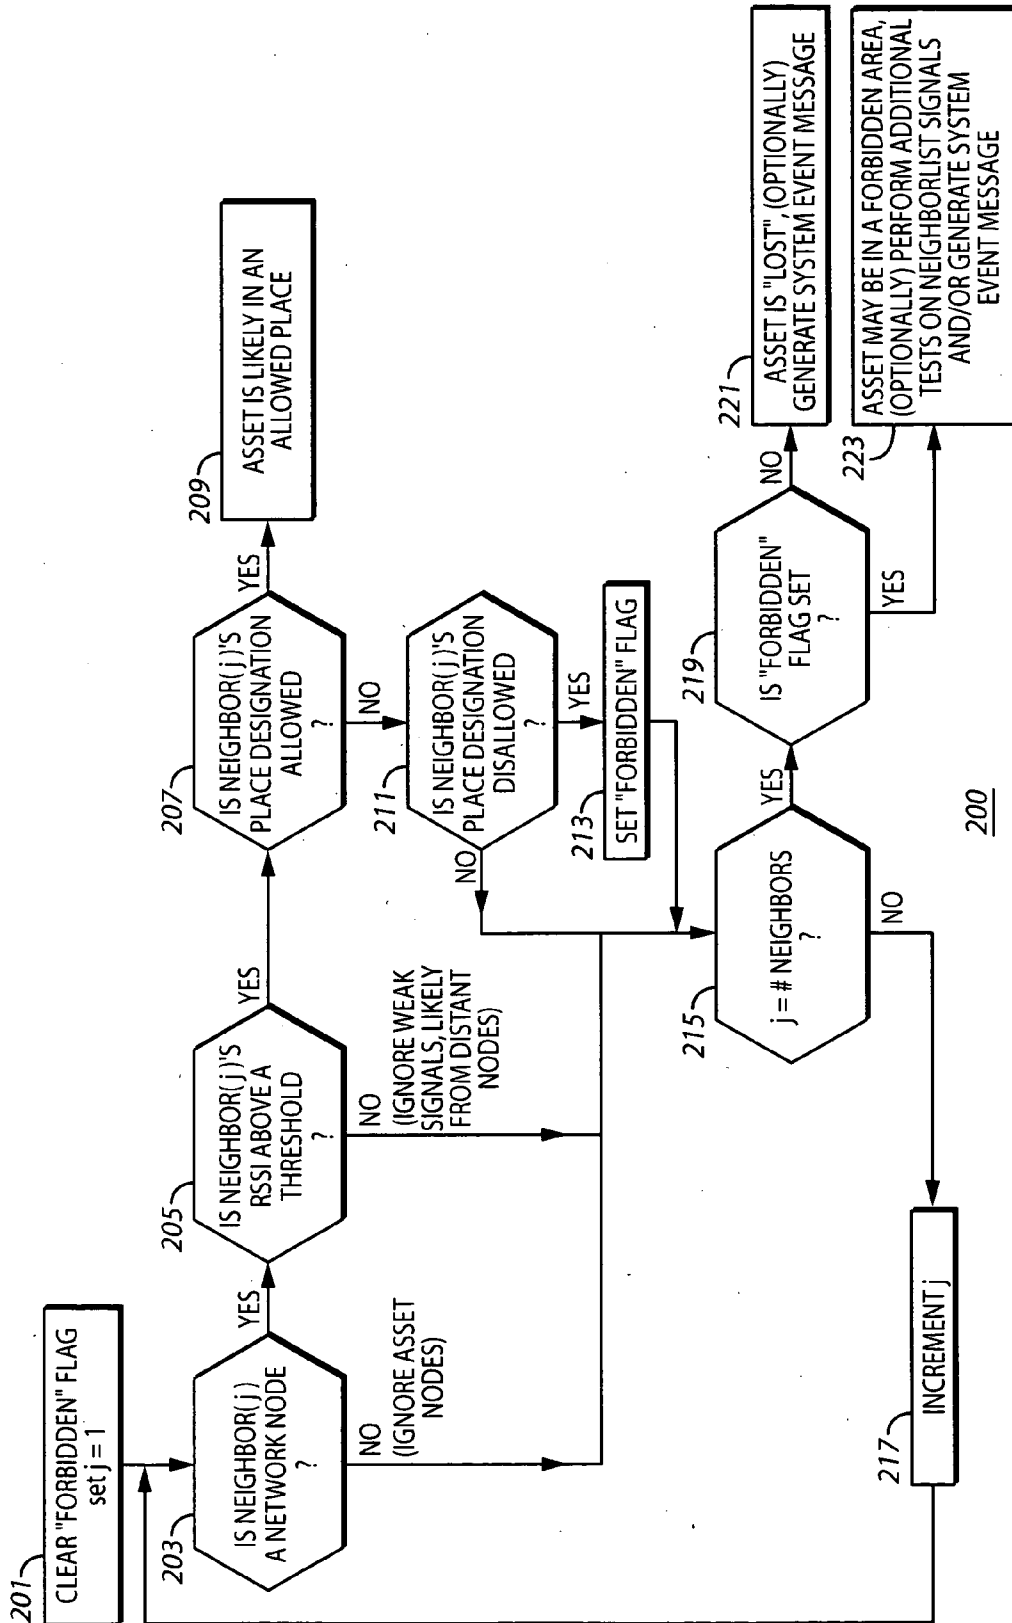 201
CLEAR "FORBIDDEN" FLAG
set j = 1
203
IS NEIGHBOR(j)
A NETWORK NODE
?
YES
NO
(IGNORE ASSET
NODES)
205
IS NEIGHBOR(j)'S
RSSI ABOVE A
THRESHOLD
?
YES
NO
(IGNORE WEAK
SIGNALS, LIKELY
FROM DISTANT
NODES)
207
IS NEIGHBOR(j)'S
PLACE DESIGNATION
ALLOWED
?
YES
NO
209
ASSET IS LIKELY IN AN
ALLOWED PLACE
211
IS NEIGHBOR(j)'S
PLACE DESIGNATION
DISALLOWED
?
NO
YES
213
SET "FORBIDDEN" FLAG
215
j = # NEIGHBORS
?
YES
NO
217
INCREMENT j
219
IS "FORBIDDEN"
FLAG SET
?
NO
YES
221
ASSET IS "LOST", (OPTIONALLY)
GENERATE SYSTEM EVENT MESSAGE
223
ASSET MAY BE IN A FORBIDDEN AREA,
(OPTIONALLY) PERFORM ADDITIONAL
TESTS ON NEIGHBORLIST SIGNALS
AND/OR GENERATE SYSTEM
EVENT MESSAGE
200